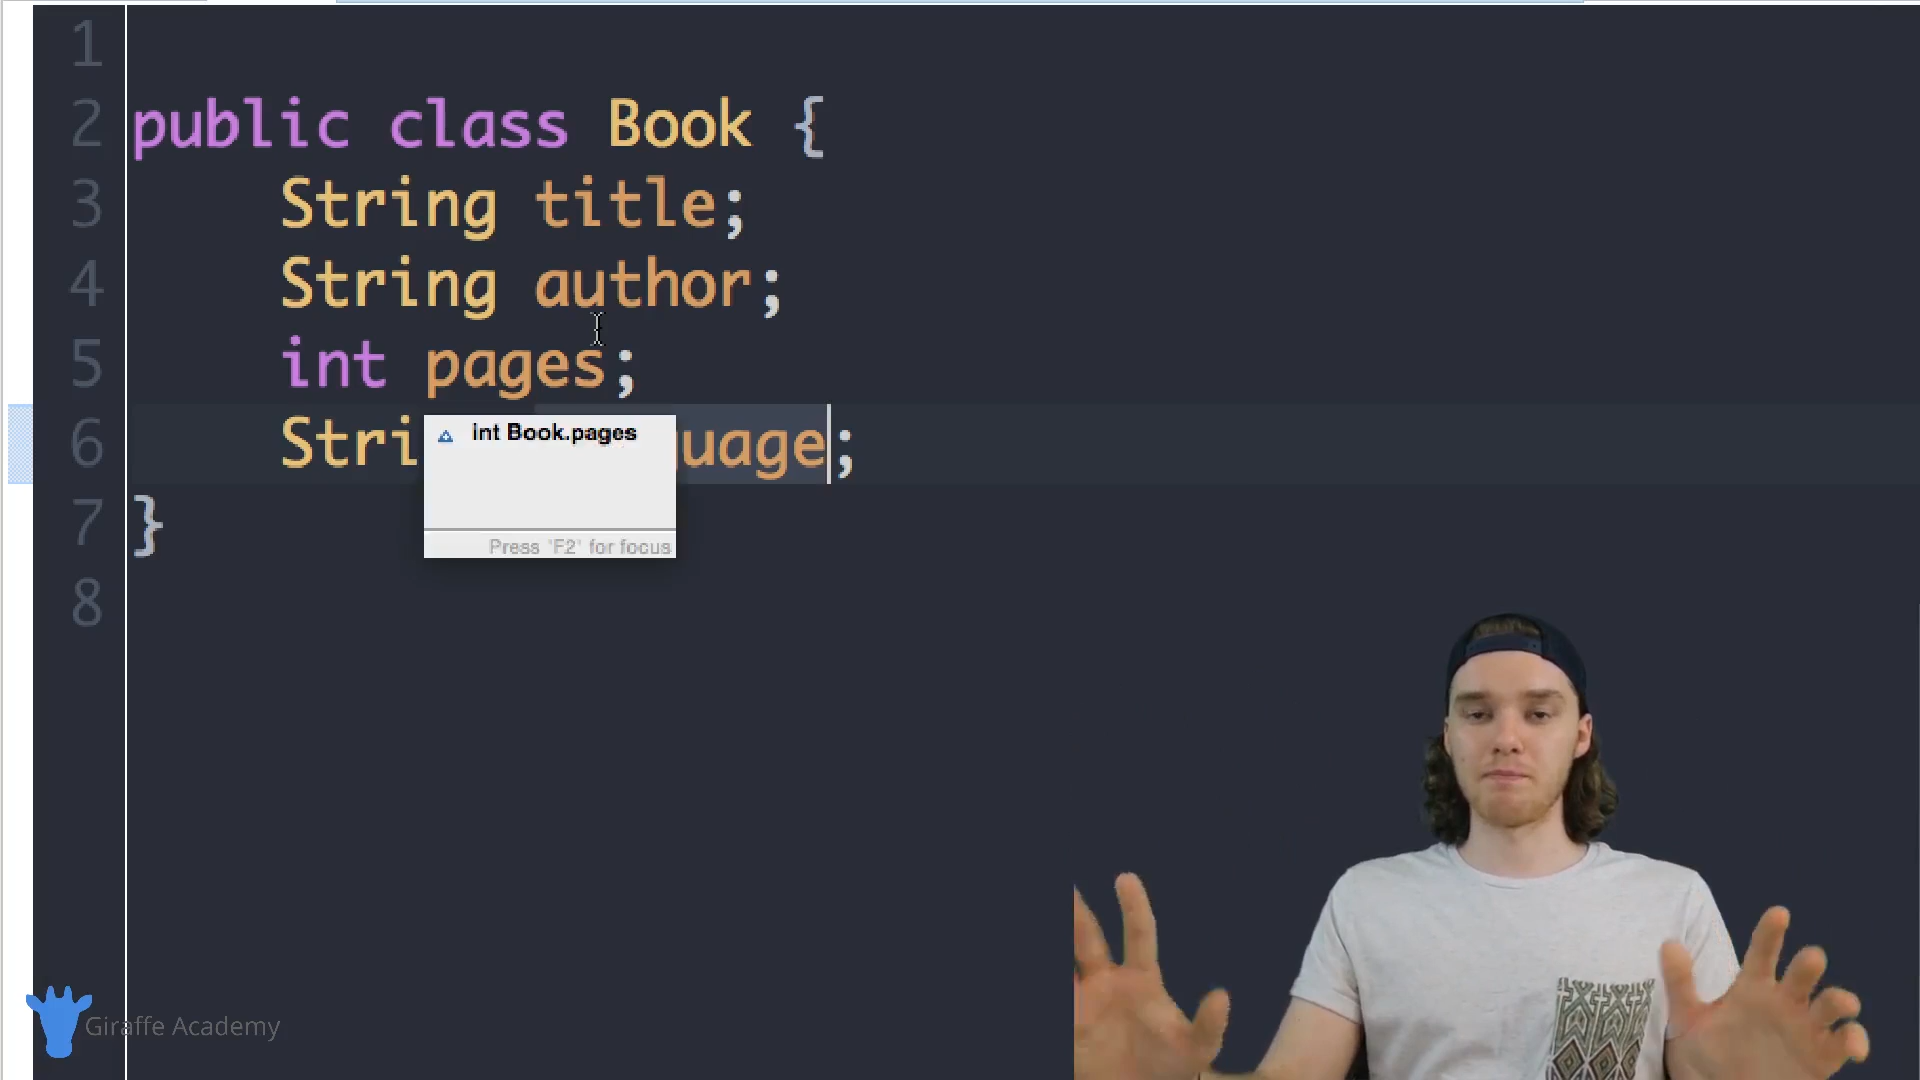 1
2 public class Book {
3 String title;
4 String author;
5 int pages;
6 Stri uage;
int Book.pages
Press 'F2' for focus
7 }
8
Giraffe Academy